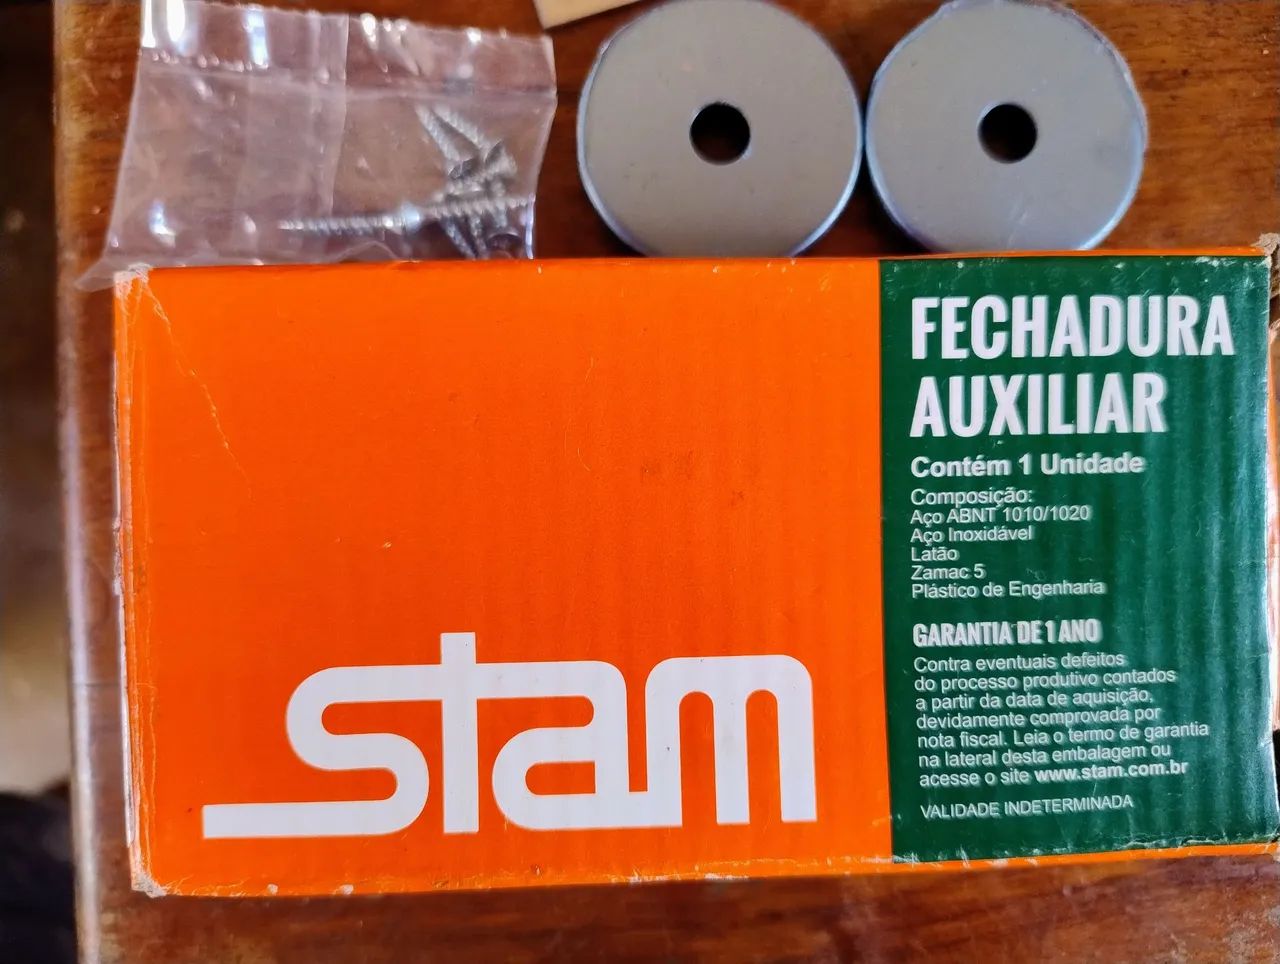 stam
FECHADURA
AUXILIAR
Contém 1 Unidade
Composição:
Aço ABNT 1010/1020
Aço Inoxidável
Latão
Zamac 5
Plástico de Engenharia
GARANTIA DE 1 ANO
Contra eventuais defeitos
do processo produtivo contados
a partir da data de aquisição,
devidamente comprovada por
nota fiscal. Leia o termo de garantia
na lateral desta embalagem ou
acesse o site www.stam.com.br
VALIDADE INDETERMINADA